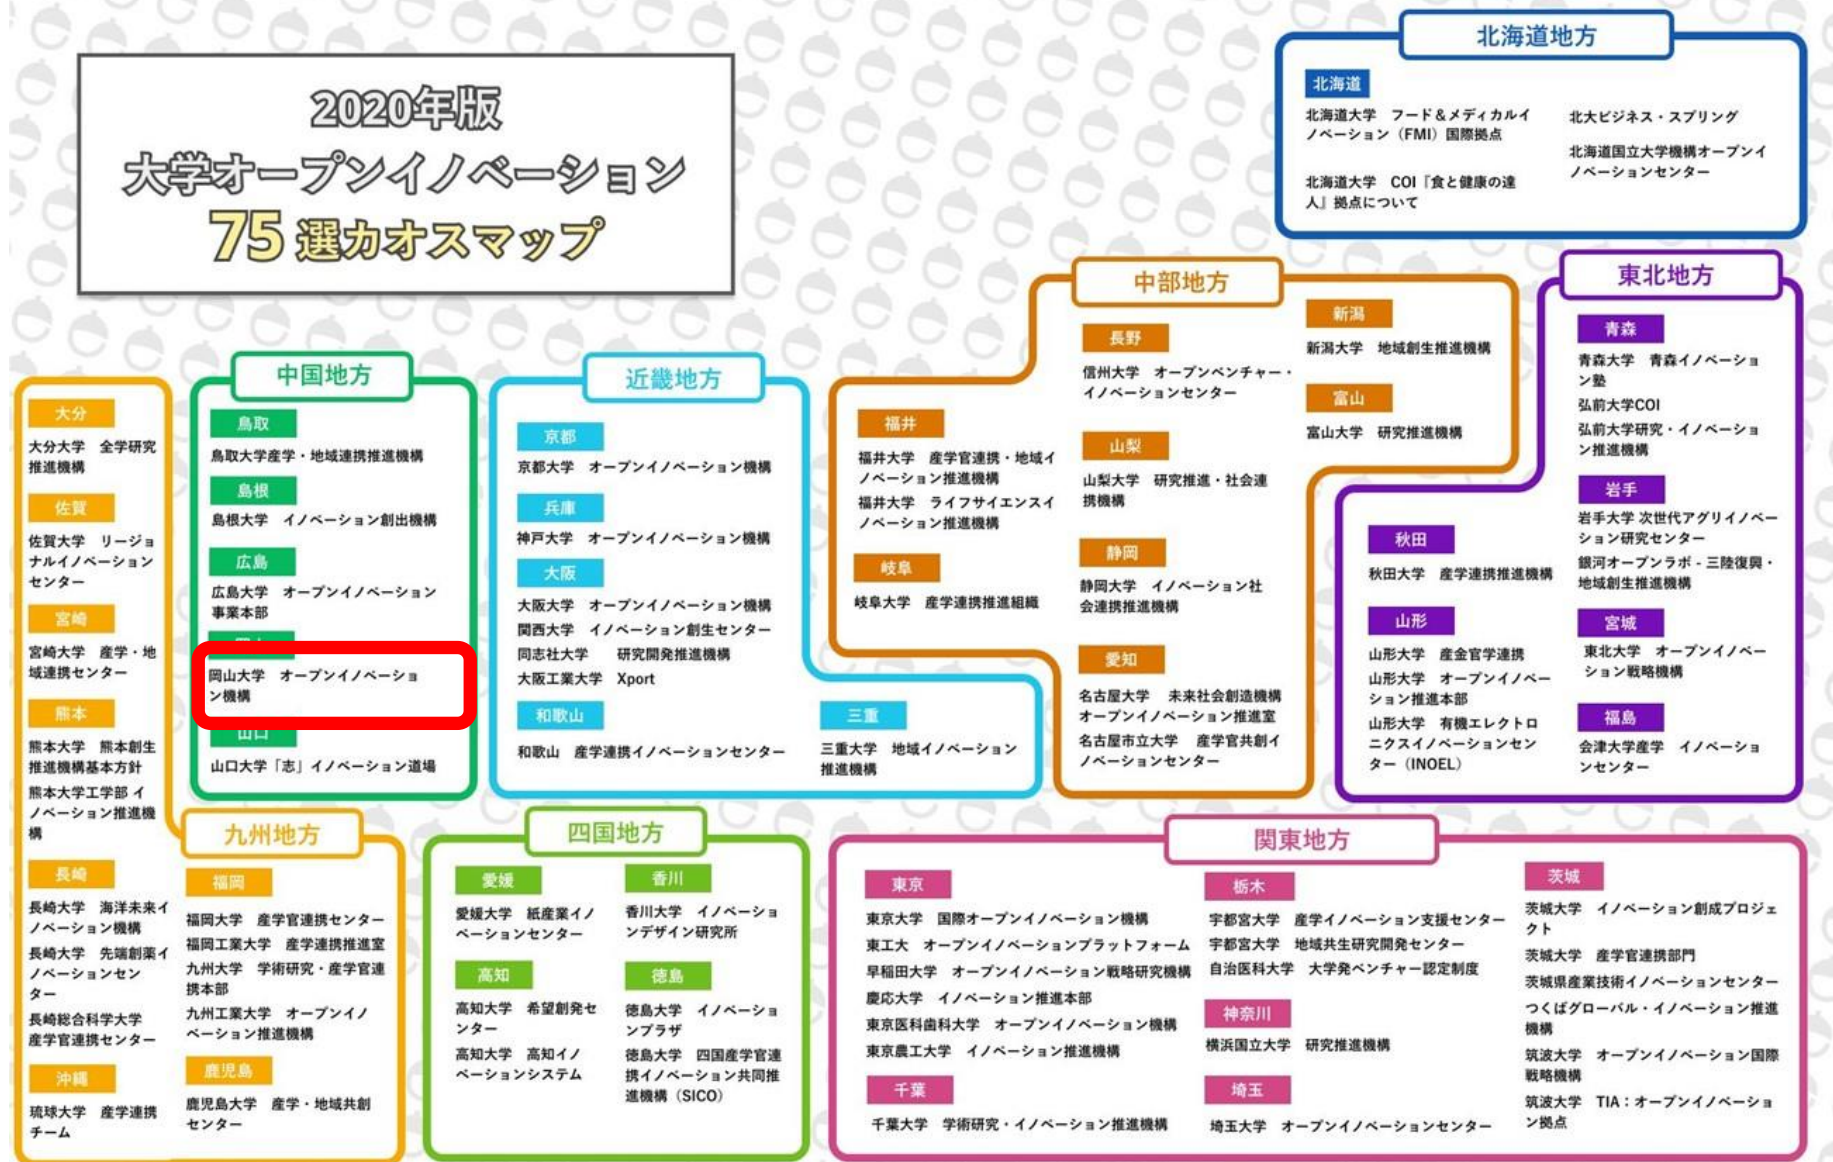 2020年版
大学オープンイノベーション
75選カオスマップ
北海道地方
北海道
北海道大学　フード＆メディカルイ
ノベーション（FMI）国際拠点
北海道大学　COI『食と健康の達
人』拠点について
北大ビジネス・スプリング
北海道国立大学機構オープンイ
ノベーションセンター
東北地方
青森
青森大学　青森イノベーショ
ン塾
弘前大学COI
弘前大学研究・イノベーショ
ン推進機構
岩手
岩手大学 次世代アグリイノベー
ション研究センター
銀河オープンラボ - 三陸復興・
地域創生推進機構
秋田
秋田大学　産学連携推進機構
山形
山形大学　産金官学連携
山形大学　オープンイノベー
ション推進本部
山形大学　有機エレクトロ
ニクスイノベーションセン
ター（INOEL）
宮城
東北大学　オープンイノベー
ション戦略機構
福島
会津大学産学　イノベーショ
ンセンター
中部地方
長野
信州大学　オープンベンチャー・
イノベーションセンター
新潟
新潟大学　地域創生推進機構
富山
富山大学　研究推進機構
福井
福井大学　産学官連携・地域イ
ノベーション推進機構
福井大学　ライフサイエンスイ
ノベーション推進機構
山梨
山梨大学　研究推進・社会連
携機構
岐阜
岐阜大学　産学連携推進組織
静岡
静岡大学　イノベーション社
会連携推進機構
愛知
名古屋大学　未来社会創造機構
オープンイノベーション推進室
名古屋市立大学　産学官共創イ
ノベーションセンター
近畿地方
京都
京都大学　オープンイノベーション機構
兵庫
神戸大学　オープンイノベーション機構
大阪
大阪大学　オープンイノベーション機構
関西大学　イノベーション創生センター
同志社大学　　研究開発推進機構
大阪工業大学　Xport
和歌山
和歌山　産学連携イノベーションセンター
三重
三重大学　地域イノベーション
推進機構
中国地方
鳥取
鳥取大学産学・地域連携推進機構
島根
島根大学　イノベーション創出機構
広島
広島大学　オープンイノベーション
事業本部
岡山大学　オープンイノベーショ
ン機構
山口
山口大学「志」イノベーション道場
大分
大分大学　全学研究
推進機構
佐賀
佐賀大学　リージョ
ナルイノベーション
センター
宮崎
宮崎大学　産学・地
域連携センター
熊本
熊本大学　熊本創生
推進機構基本方針
熊本大学工学部 イ
ノベーション推進機
構
長崎
長崎大学　海洋未来イ
ノベーション機構
長崎大学　先端創薬イ
ノベーションセン
ター
長崎総合科学大学
産学官連携センター
沖縄
琉球大学　産学連携
チーム
九州地方
福岡
福岡大学　産学官連携センター
福岡工業大学　産学連携推進室
九州大学　学術研究・産学官連
携本部
九州工業大学　オープンイノ
ベーション推進機構
鹿児島
鹿児島大学　産学・地域共創
センター
四国地方
愛媛
愛媛大学　紙産業イノ
ベーションセンター
香川
香川大学　イノベーショ
ンデザイン研究所
高知
高知大学　希望創発セ
ンター
高知大学　高知イノ
ベーションシステム
徳島
徳島大学　イノベーショ
ンプラザ
徳島大学　四国産学官連
携イノベーション共同推
進機構（SICO）
関東地方
東京
東京大学　国際オープンイノベーション機構
東工大　オープンイノベーションプラットフォーム
早稲田大学　オープンイノベーション戦略研究機構
慶応大学　イノベーション推進本部
東京医科歯科大学　オープンイノベーション機構
東京農工大学　イノベーション推進機構
千葉
千葉大学　学術研究・イノベーション推進機構
栃木
宇都宮大学　産学イノベーション支援センター
宇都宮大学　地域共生研究開発センター
自治医科大学　大学発ベンチャー認定制度
神奈川
横浜国立大学　研究推進機構
埼玉
埼玉大学　オープンイノベーションセンター
茨城
茨城大学　イノベーション創成プロジェ
クト
茨城大学　産学官連携部門
茨城県産業技術イノベーションセンター
つくばグローバル・イノベーション推進
機構
筑波大学　オープンイノベーション国際
戦略機構
筑波大学　TIA：オープンイノベーショ
ン拠点